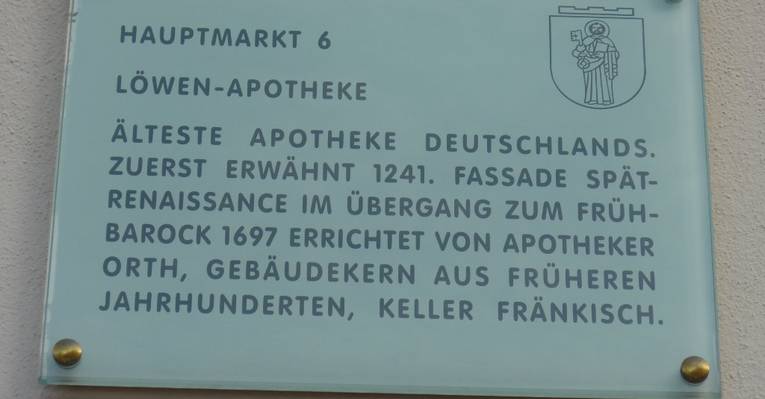 HAUPTMARKT 6
LÖWEN-APOTHEKE
ÄLTESTE APOTHEKE DEUTSCHLANDS.
ZUERST ERWÄHNT 1241. FASSADE SPÄT-
RENAISSANCE IM ÜBERGANG ZUM FRÜH-
BAROCK 1697 ERRICHTET VON APOTHEKER
ORTH, GEBÄUDEKERN AUS FRÜHEREN
JAHRHUNDERTEN, KELLER FRÄNKISCH.